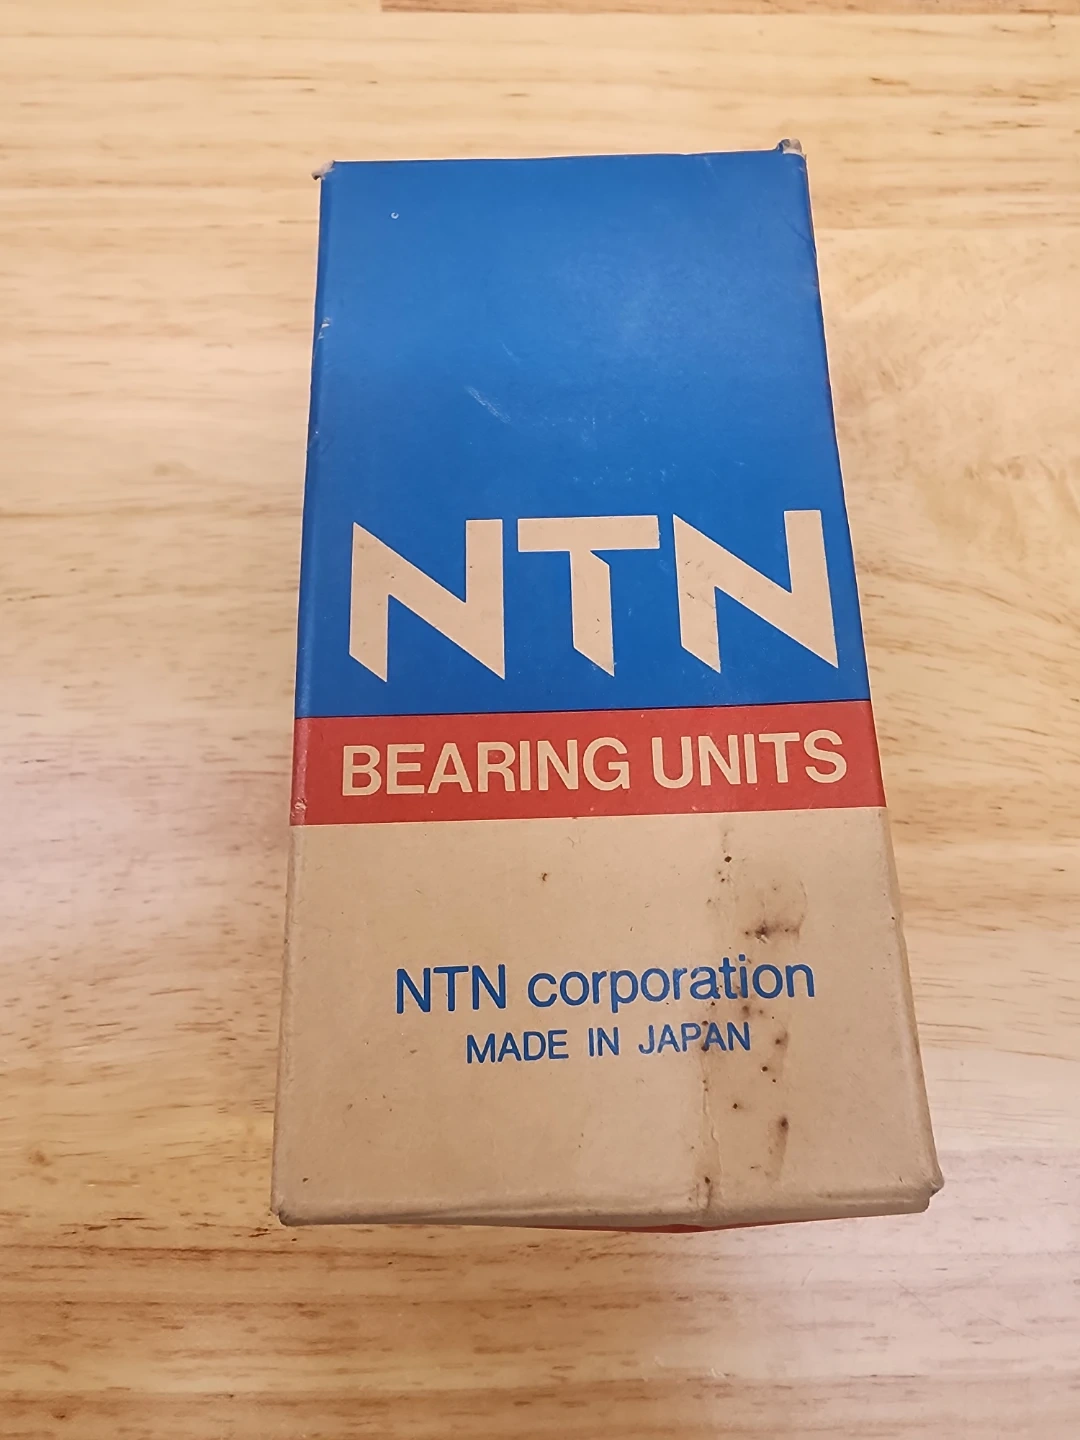 NTN
BEARING UNITS
NTN corporation
MADE IN JAPAN